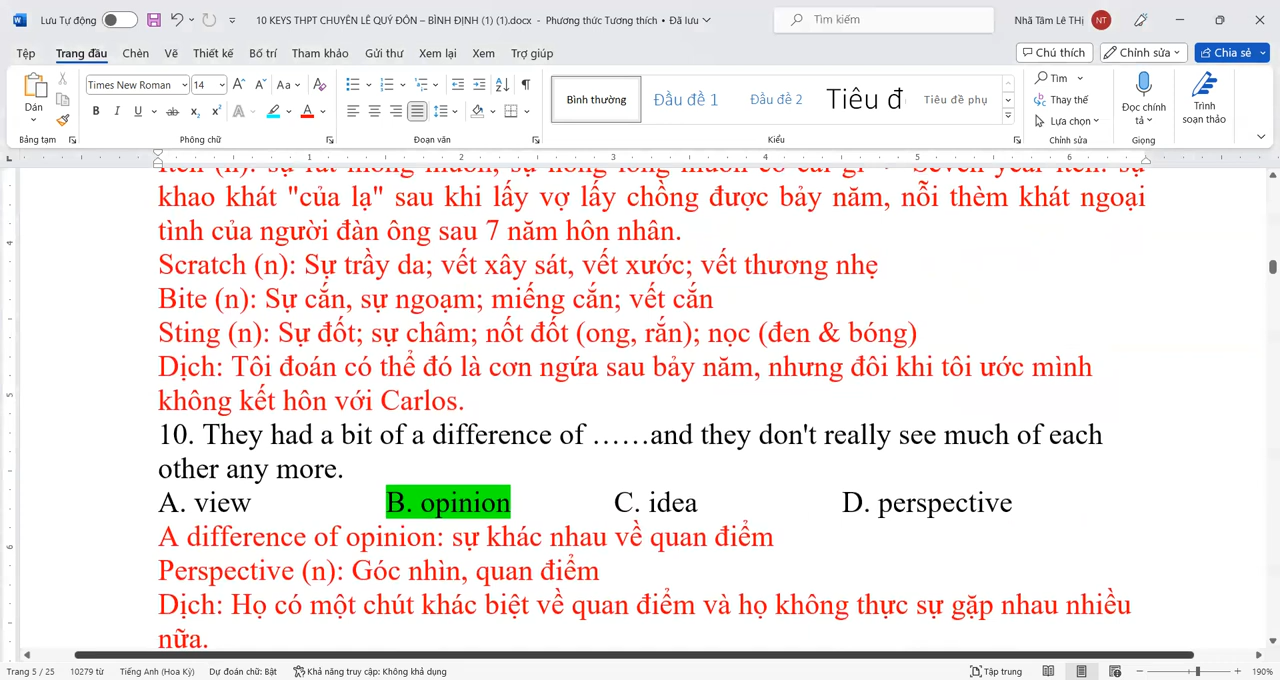 Lưu Tự động
10 KEYS THPT CHUYÊN LÊ QUÝ ĐÔN – BÌNH ĐỊNH (1) (1).docx - Phương thức Tương thích • Đã lưu
Tìm kiếm
Nhã Tâm Lê THị
NT
Tệp Trang đầu Chèn Vẽ Thiết kế Bố trí Tham khảo Gửi thư Xem lại Xem Trợ giúp
Chú thích Chỉnh sửa Chia sẻ
Dán
Times New Roman 14
Bình thường Đầu đề 1 Đầu đề 2 Tiêu đ Tiêu đề phụ
Tìm
Thay thế
Lựa chọn
Đọc chính tả
Trình soạn thảo
Bảng tạm Phông chữ Đoạn văn Kiểu Chỉnh sửa Giọng
1 2 3 4 5 6
khao khát "của lạ" sau khi lấy vợ lấy chồng được bảy năm, nỗi thèm khát ngoại
tình của người đàn ông sau 7 năm hôn nhân.
Scratch (n): Sự trầy da; vết xây sát, vết xước; vết thương nhẹ
Bite (n): Sự cắn, sự ngoạm; miếng cắn; vết cắn
Sting (n): Sự đốt; sự châm; nốt đốt (ong, rắn); nọc (đen & bóng)
Dịch: Tôi đoán có thể đó là cơn ngứa sau bảy năm, nhưng đôi khi tôi ước mình
không kết hôn với Carlos.
10. They had a bit of a difference of ……and they don't really see much of each
other any more.
A. view B. opinion C. idea D. perspective
A difference of opinion: sự khác nhau về quan điểm
Perspective (n): Góc nhìn, quan điểm
Dịch: Họ có một chút khác biệt về quan điểm và họ không thực sự gặp nhau nhiều
nữa.
Trang 5 / 25 10279 từ Tiếng Anh (Hoa Kỳ) Dự đoán chữ: Bật Khả năng truy cập: Không khả dụng Tập trung 190%